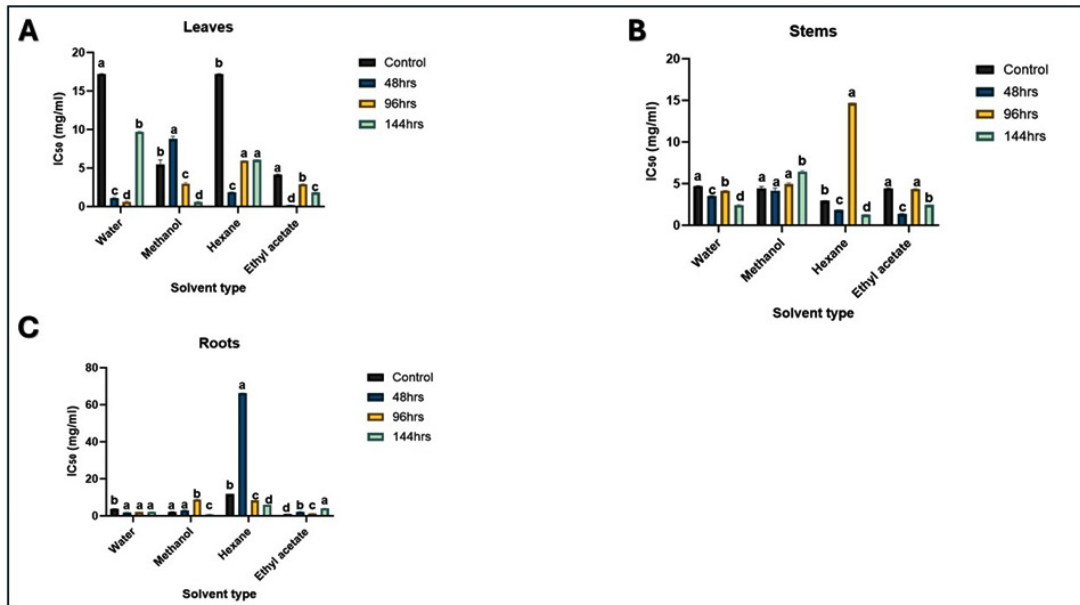 A
Leaves
20
15
10
5
0
IC50 (mg/ml)
a
c
d
b
b
a
c
d
b
c
a
a
a
d
b
c
Water
Methanol
Hexane
Ethyl acetate
Solvent type
Control
48hrs
96hrs
144hrs
B
Stems
20
15
10
5
0
IC50 (mg/ml)
a
c
b
d
a
a
a
b
b
c
a
d
a
c
a
b
Water
Methanol
Hexane
Ethyl acetate
Solvent type
Control
48hrs
96hrs
144hrs
C
Roots
80
60
40
20
0
IC50 (mg/ml)
b
a
a
a
a
a
b
c
b
a
c
d
d
b
c
a
Water
Methanol
Hexane
Ethyl acetate
Solvent type
Control
48hrs
96hrs
144hrs